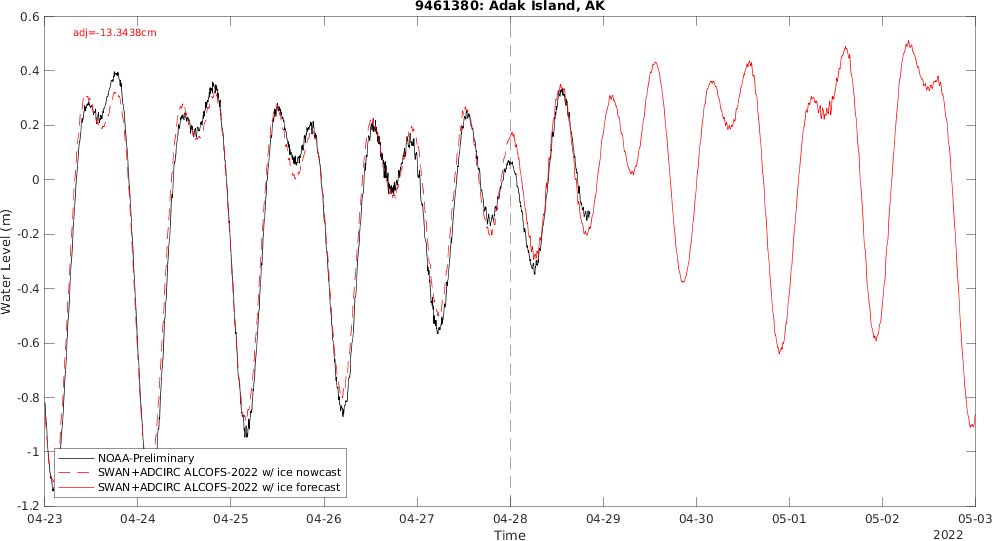 9461380: Adak Island, AK
adj=-13.3438cm
Water Level (m)
0.6
0.4
0.2
0
-0.2
-0.4
-0.6
-0.8
-1
-1.2
NOAA-Preliminary
SWAN+ADCIRC ALCOFS-2022 w/ ice nowcast
SWAN+ADCIRC ALCOFS-2022 w/ ice forecast
04-23 04-24 04-25 04-26 04-27 04-28 04-29 04-30 05-01 05-02 05-03
Time
2022